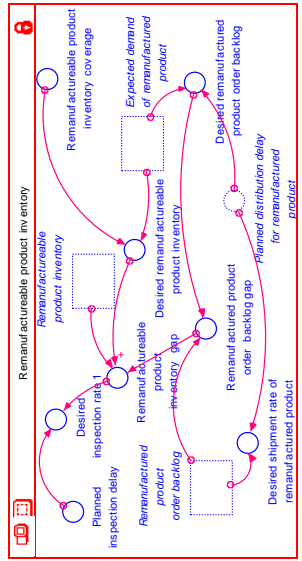 Remanufactureable product inventory
Planned
inspection delay
Desired
inspection rate 1
Remanufactureable
product inventory
Remanufactureable product
inventory coverage
Remanufactured
product
order backlog
Remanufactureable
product
inventory gap
Desired remanufactureable
product inventory
Expected demand
of remanufactured
product
Desired shipment rate of
remanufactured product
Remanufactured product
order backlog gap
Planned distribution delay
for remanufactured
product
Desired remanufactured
product order backlog
+